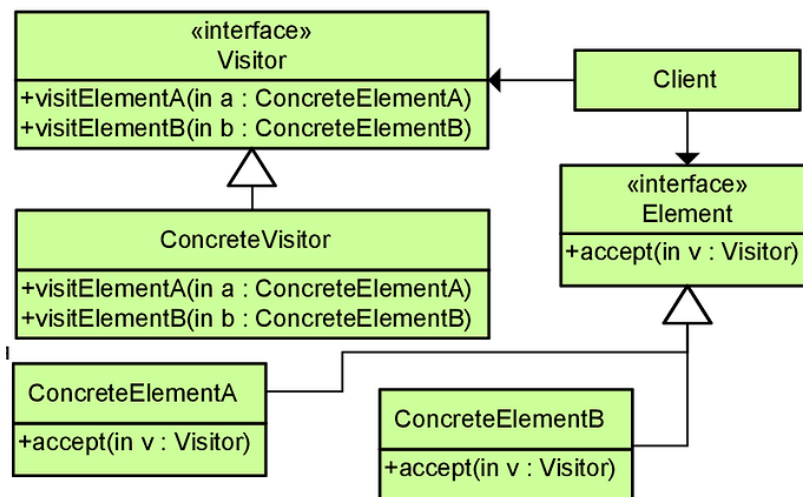 «interface»
Visitor
+visitElementA(in a : ConcreteElementA)
+visitElementB(in b : ConcreteElementB)
Client
«interface»
Element
+accept(in v : Visitor)
ConcreteVisitor
+visitElementA(in a : ConcreteElementA)
+visitElementB(in b : ConcreteElementB)
ConcreteElementA
+accept(in v : Visitor)
ConcreteElementB
+accept(in v : Visitor)